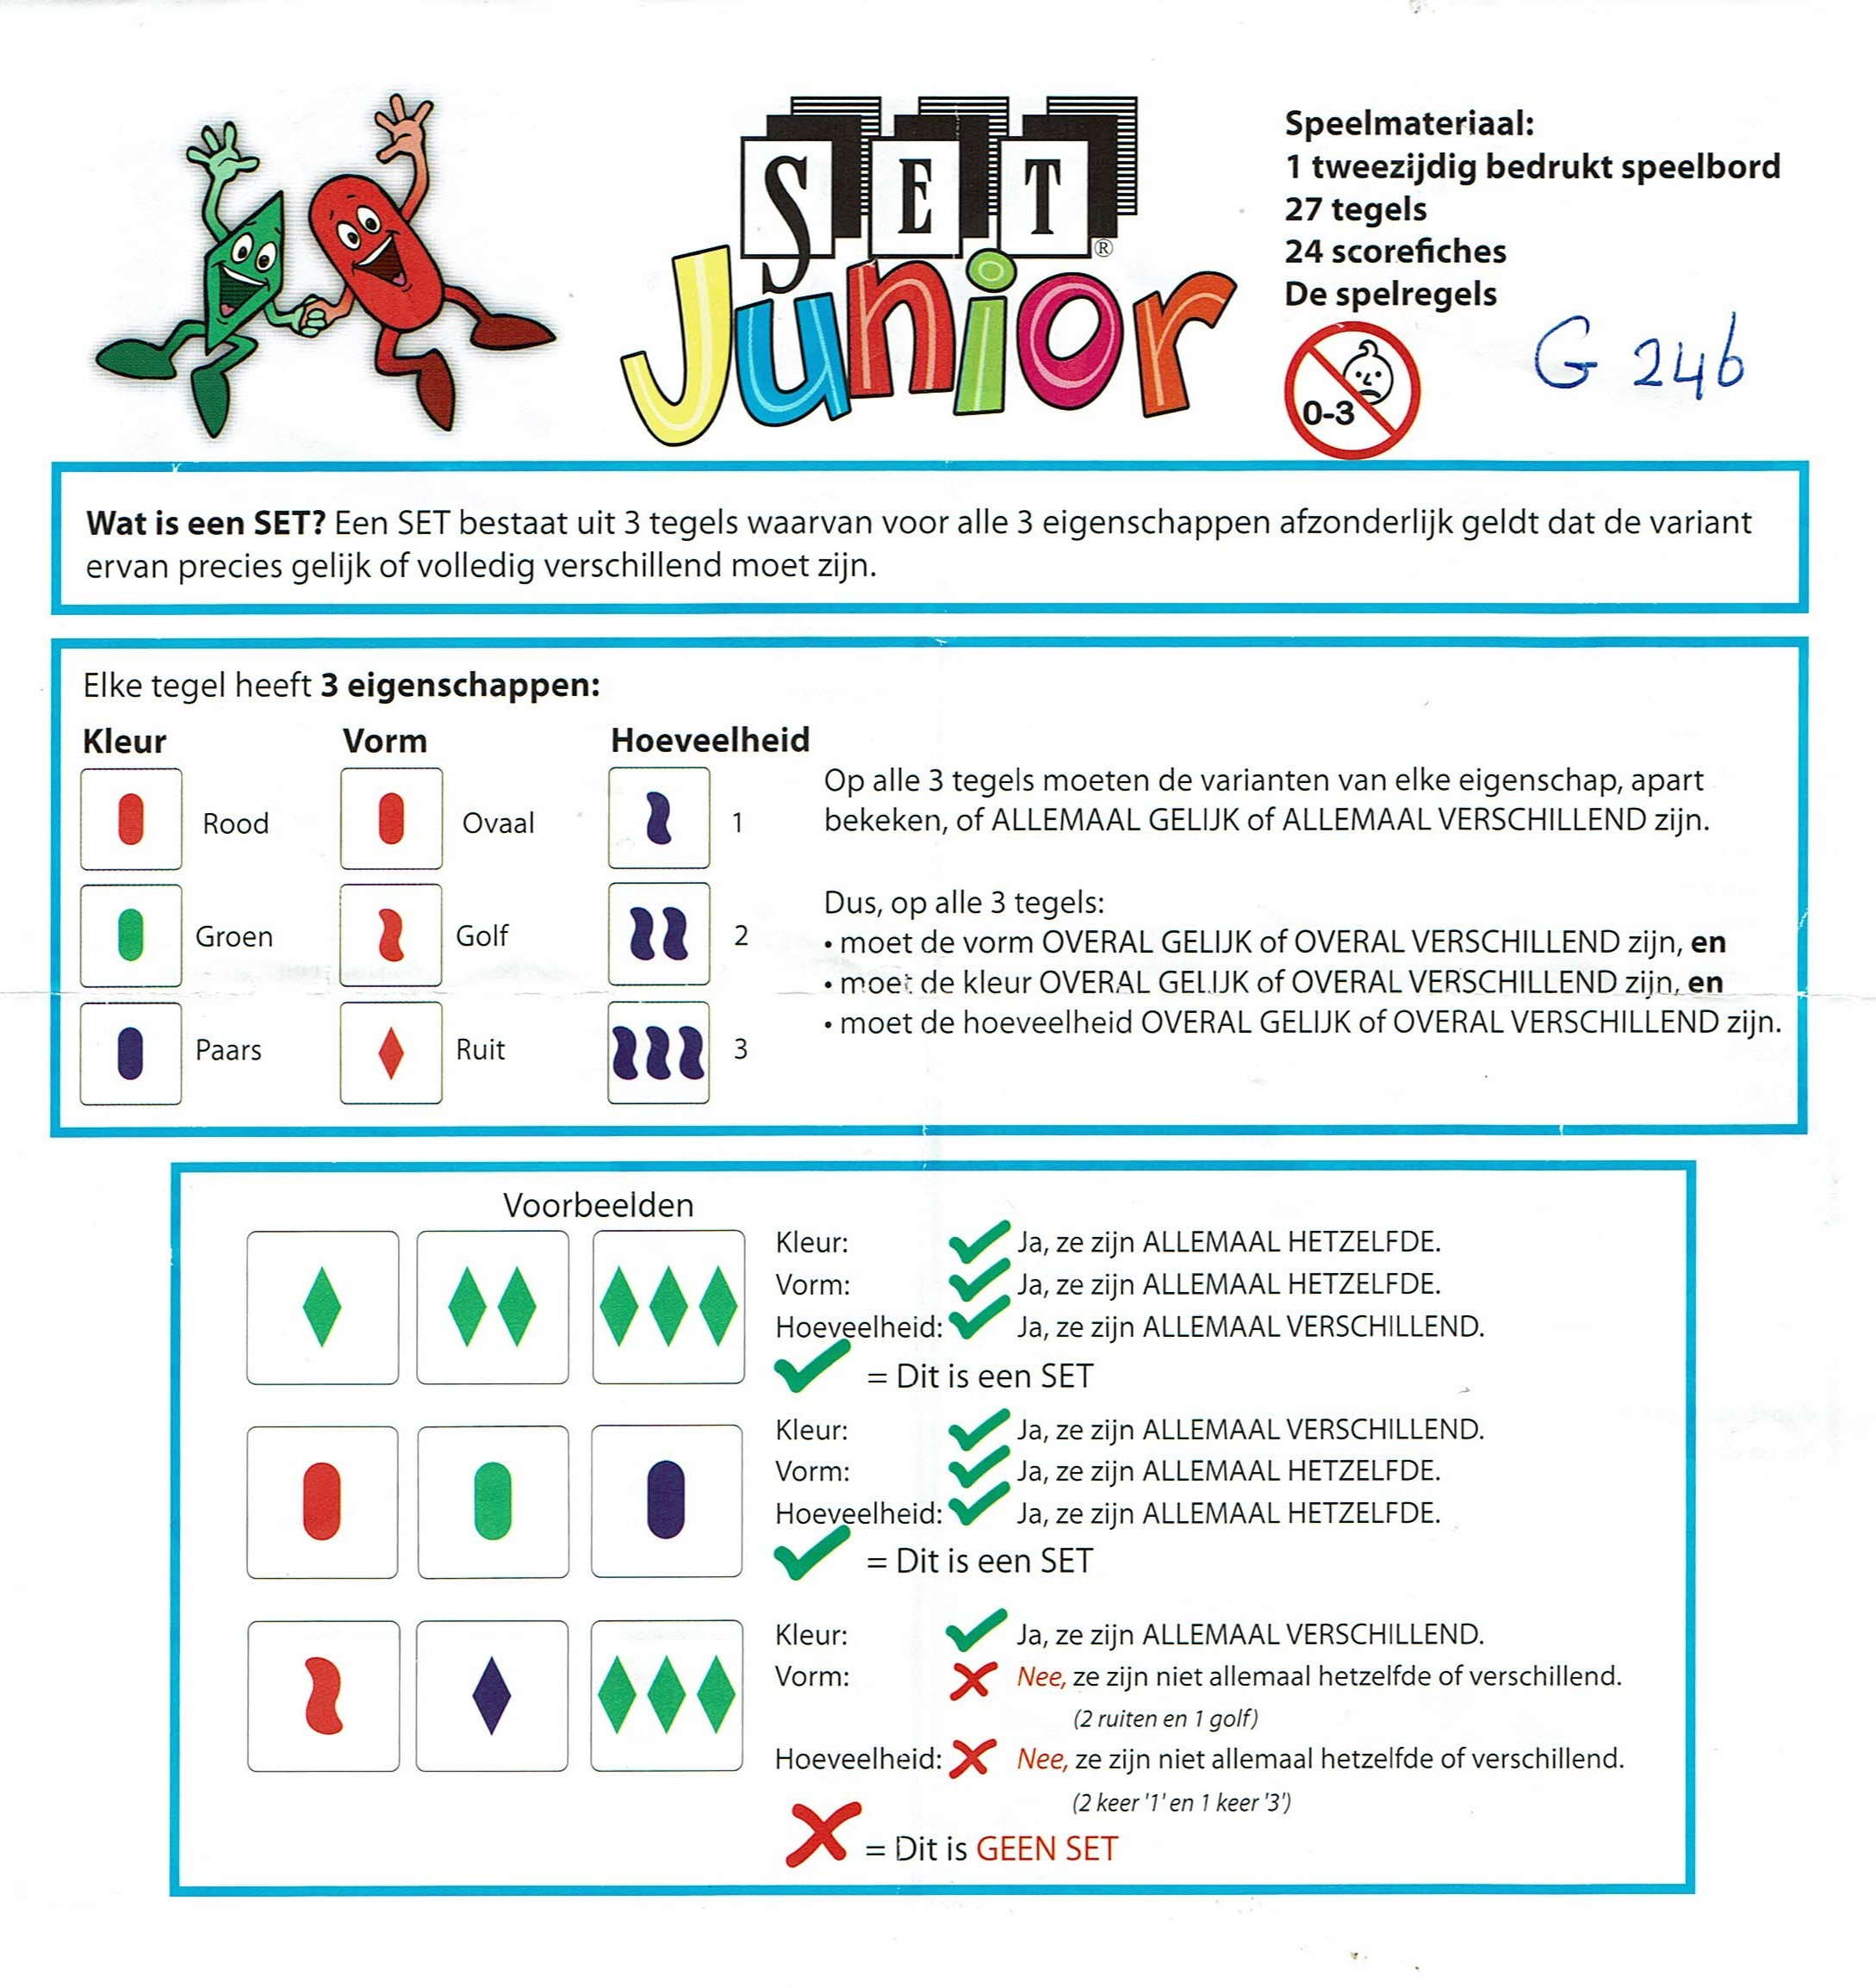 SET®
Junior
Speelmateriaal:
1 tweezijdig bedrukt speelbord
27 tegels
24 scorefiches
De spelregels
0-3
G 246
Wat is een SET? Een SET bestaat uit 3 tegels waarvan voor alle 3 eigenschappen afzonderlijk geldt dat de variant
ervan precies gelijk of volledig verschillend moet zijn.
Elke tegel heeft 3 eigenschappen:
Kleur Vorm Hoeveelheid
Rood Ovaal 1
Groen Golf 2
Paars Ruit 3
Op alle 3 tegels moeten de varianten van elke eigenschap, apart
bekeken, of ALLEMAAL GELIJK of ALLEMAAL VERSCHILLEND zijn.
Dus, op alle 3 tegels:
• moet de vorm OVERAL GELIJK of OVERAL VERSCHILLEND zijn, en
• moet de kleur OVERAL GELIJK of OVERAL VERSCHILLEND zijn, en
• moet de hoeveelheid OVERAL GELIJK of OVERAL VERSCHILLEND zijn.
Voorbeelden
Kleur: Ja, ze zijn ALLEMAAL HETZELFDE.
Vorm: Ja, ze zijn ALLEMAAL HETZELFDE.
Hoeveelheid: Ja, ze zijn ALLEMAAL VERSCHILLEND.
= Dit is een SET
Kleur: Ja, ze zijn ALLEMAAL VERSCHILLEND.
Vorm: Ja, ze zijn ALLEMAAL HETZELFDE.
Hoeveelheid: Ja, ze zijn ALLEMAAL HETZELFDE.
= Dit is een SET
Kleur: Ja, ze zijn ALLEMAAL VERSCHILLEND.
Vorm: Nee, ze zijn niet allemaal hetzelfde of verschillend.
(2 ruiten en 1 golf)
Hoeveelheid: Nee, ze zijn niet allemaal hetzelfde of verschillend.
(2 keer '1' en 1 keer '3')
= Dit is GEEN SET